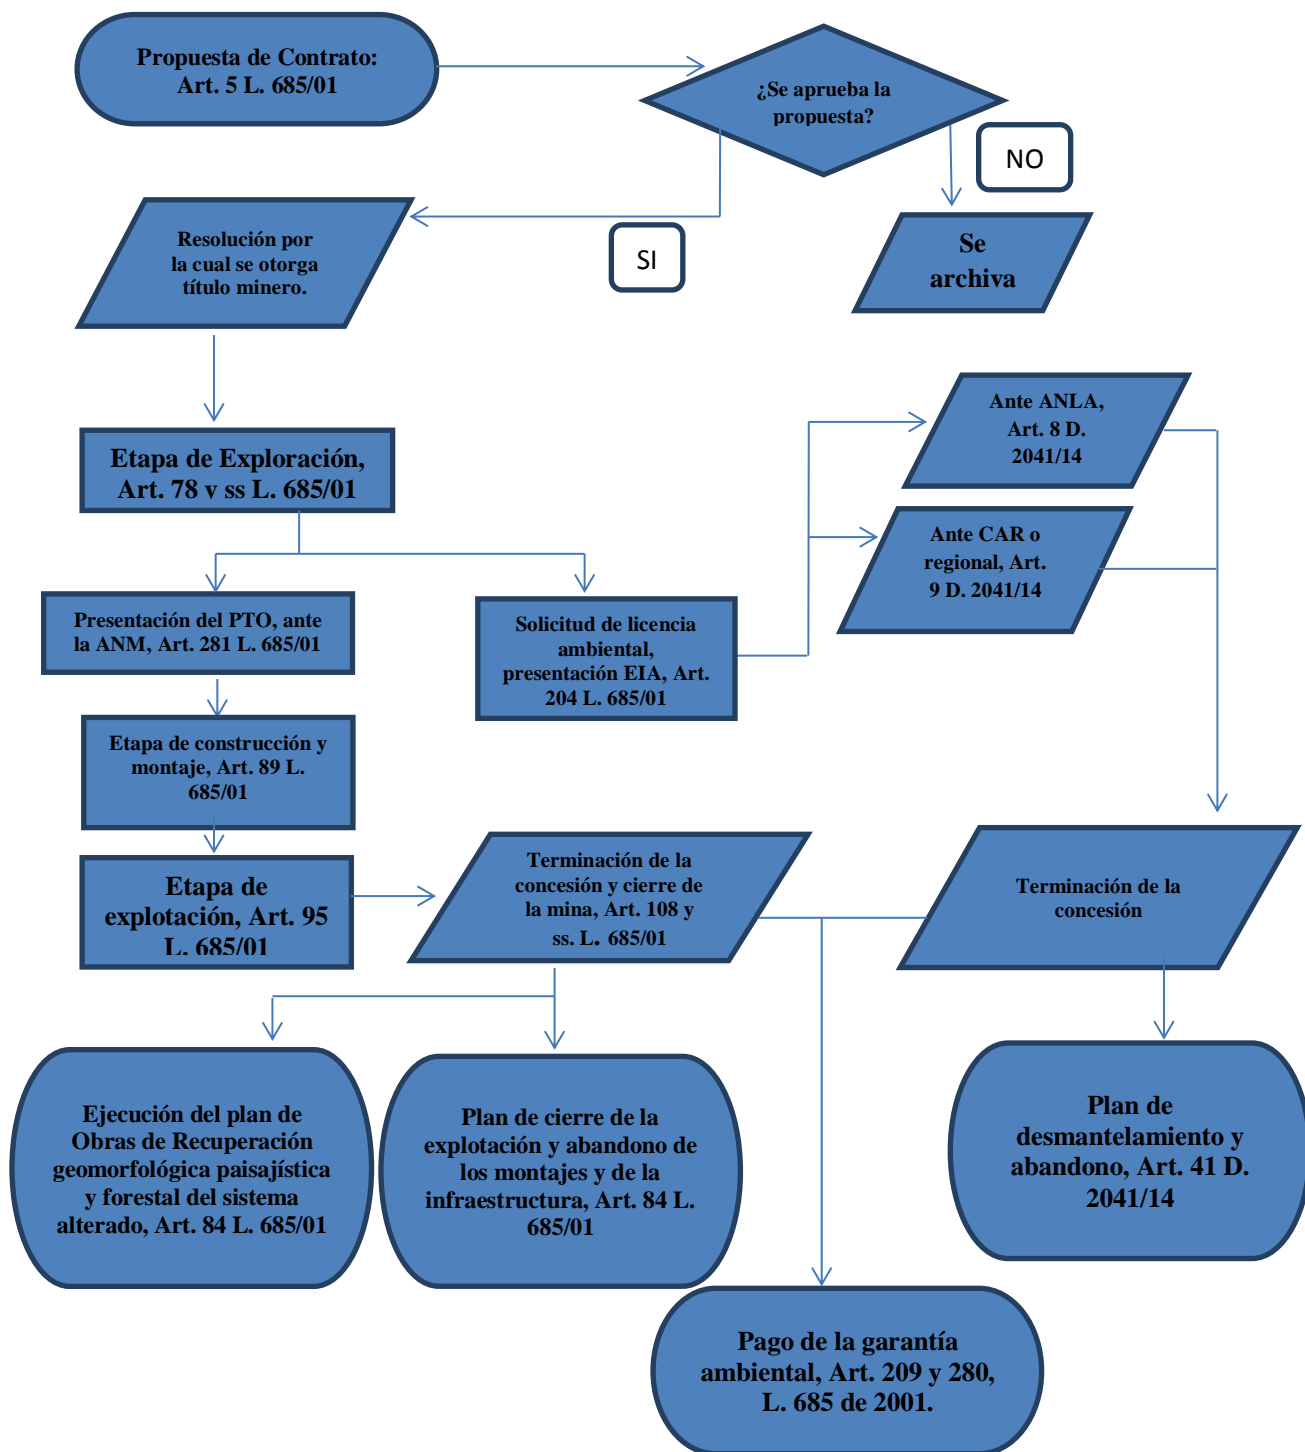 Propuesta de Contrato:
Art. 5 L. 685/01
¿Se aprueba la
propuesta?
NO
SI
Se
archiva
Resolución por
la cual se otorga
título minero.
Etapa de Exploración,
Art. 78 y ss L. 685/01
Ante ANLA,
Art. 8 D.
2041/14
Ante CAR o
regional, Art.
9 D. 2041/14
Presentación del PTO, ante
la ANM, Art. 281 L. 685/01
Solicitud de licencia
ambiental,
presentación EIA, Art.
204 L. 685/01
Etapa de construcción y
montaje, Art. 89 L.
685/01
Etapa de
explotación, Art. 95
L. 685/01
Terminación de la
concesión y cierre de
la mina, Art. 108 y
ss. L. 685/01
Terminación de la
concesión
Ejecución del plan de
Obras de Recuperación
geomorfológica paisajística
y forestal del sistema
alterado, Art. 84 L. 685/01
Plan de cierre de la
explotación y abandono de
los montajes y de la
infraestructura, Art. 84 L.
685/01
Plan de
desmantelamiento y
abandono, Art. 41 D.
2041/14
Pago de la garantía
ambiental, Art. 209 y 280,
L. 685 de 2001.